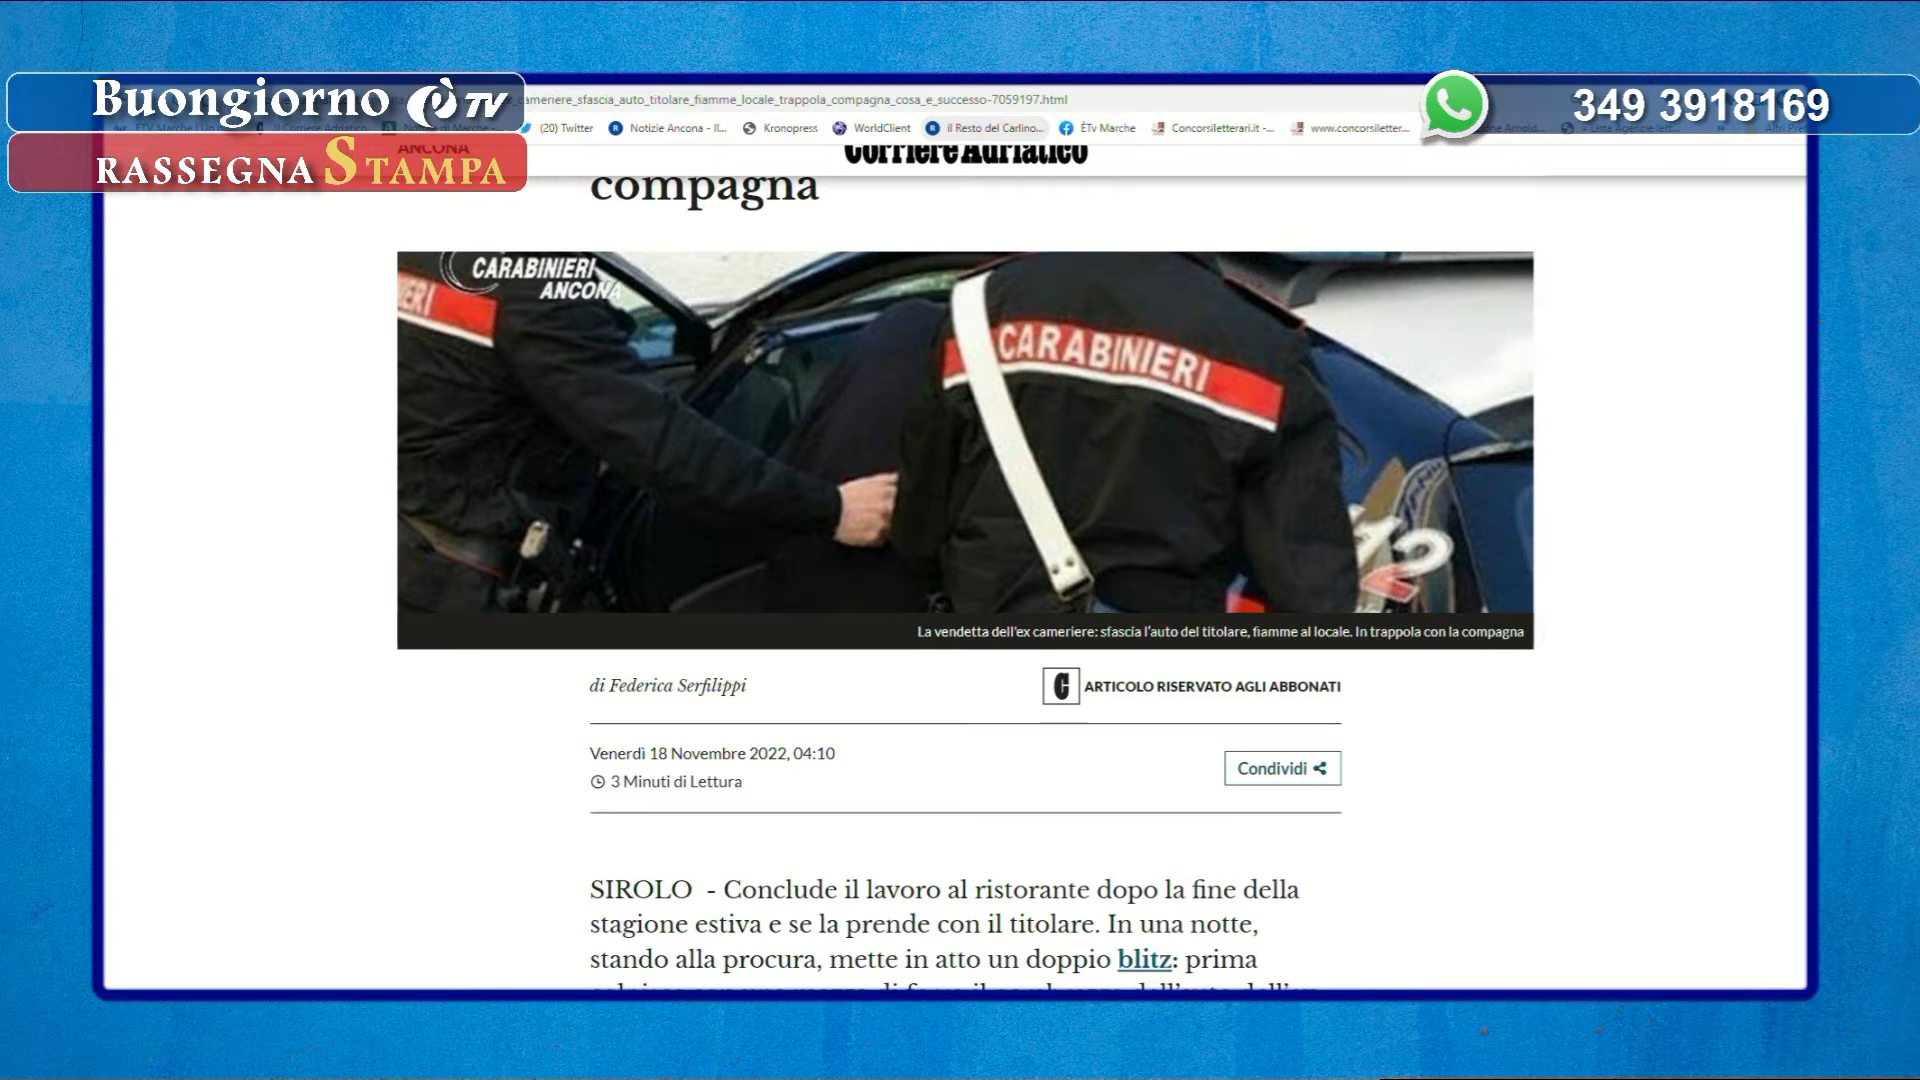 Buongiorno èTV
RASSEGNA STAMPA
349 3918169
cameriere_sfascia_auto_titolare_fiamme_locale_trappola_compagna_cosa_e_successo-7059197.html
(20) Twitter
Notizie Ancona - Il...
Kronopress
WorldClient
il Resto del Carlino...
ÈTv Marche
Concorsiletterari.it -...
www.concorsiletter...
ANCONA
Corriere Adriatico
compagna
CARABINIERI
ANCONA
IERI
CARABINIERI
La vendetta dell'ex cameriere: sfascia l'auto del titolare, fiamme al locale. In trappola con la compagna
di Federica Serfilippi
C ARTICOLO RISERVATO AGLI ABBONATI
Venerdì 18 Novembre 2022, 04:10
3 Minuti di Lettura
Condividi
SIROLO - Conclude il lavoro al ristorante dopo la fine della
stagione estiva e se la prende con il titolare. In una notte,
stando alla procura, mette in atto un doppio blitz: prima